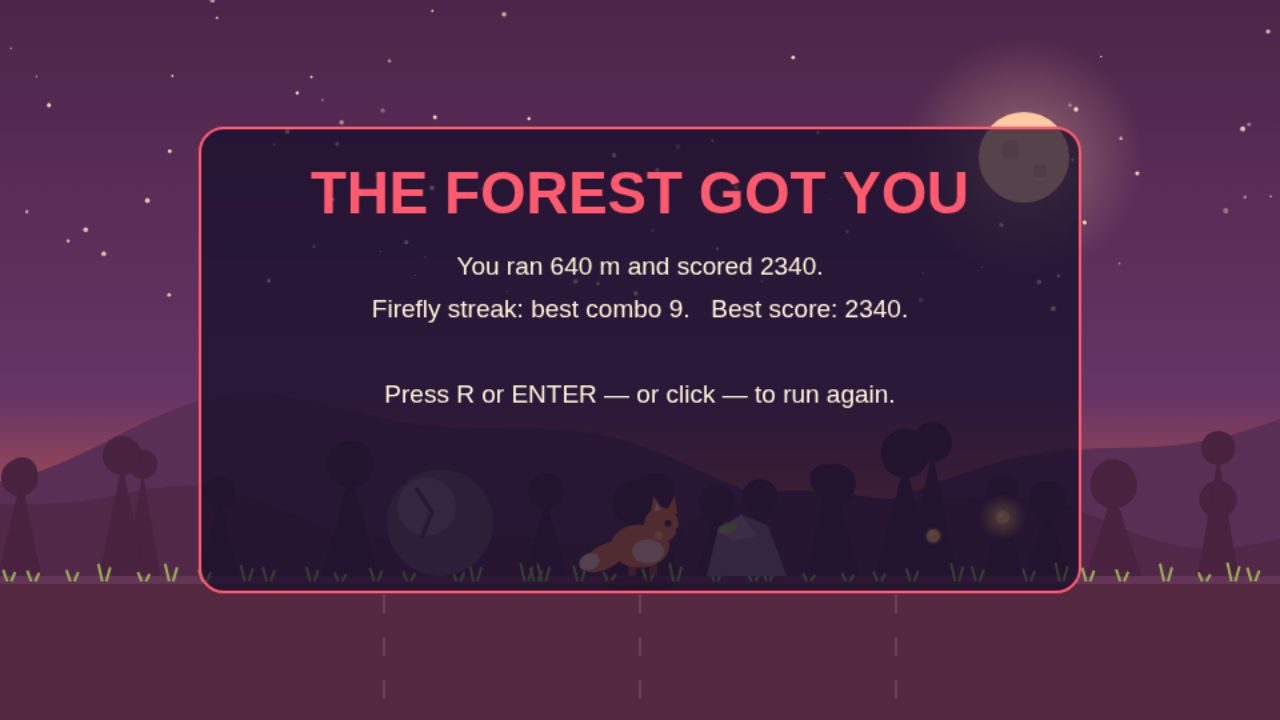 THE FOREST GOT YOU
You ran 640 m and scored 2340.
Firefly streak: best combo 9.   Best score: 2340.
Press R or ENTER — or click — to run again.